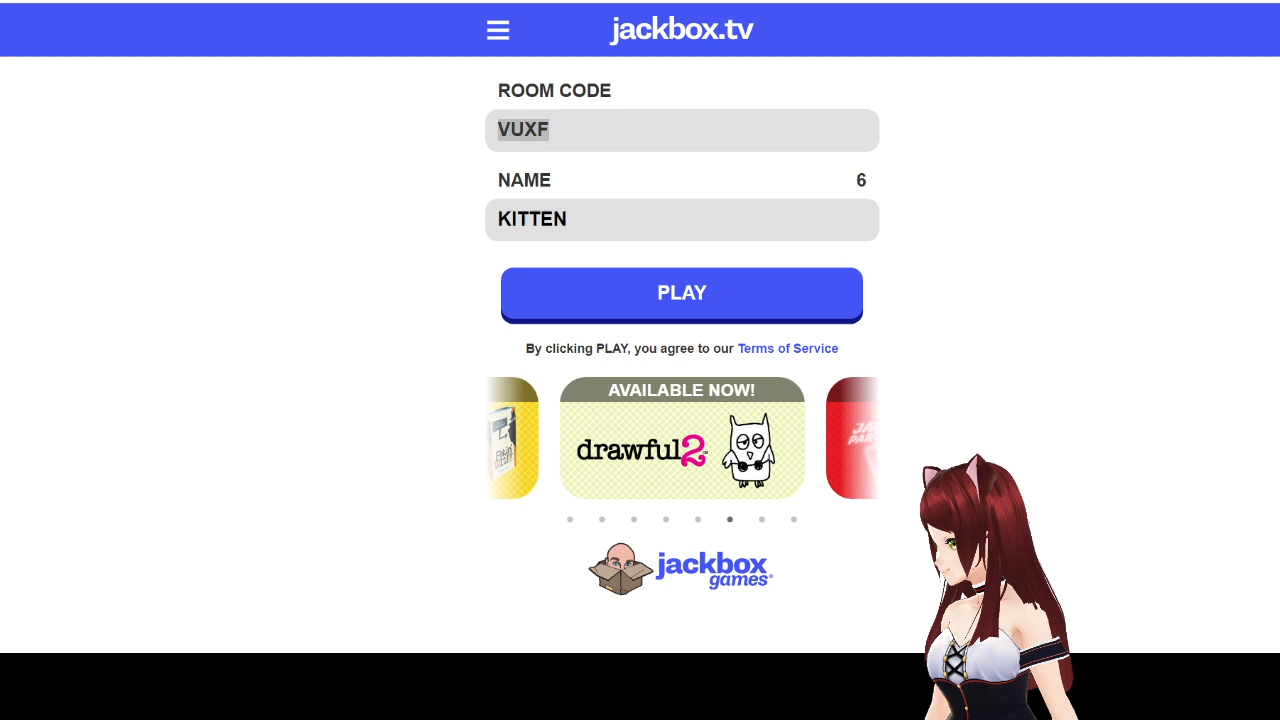 jackbox.tv
ROOM CODE
VUXF
NAME 6
KITTEN
PLAY
By clicking PLAY, you agree to our Terms of Service
AVAILABLE NOW!
drawful2
jackbox
games